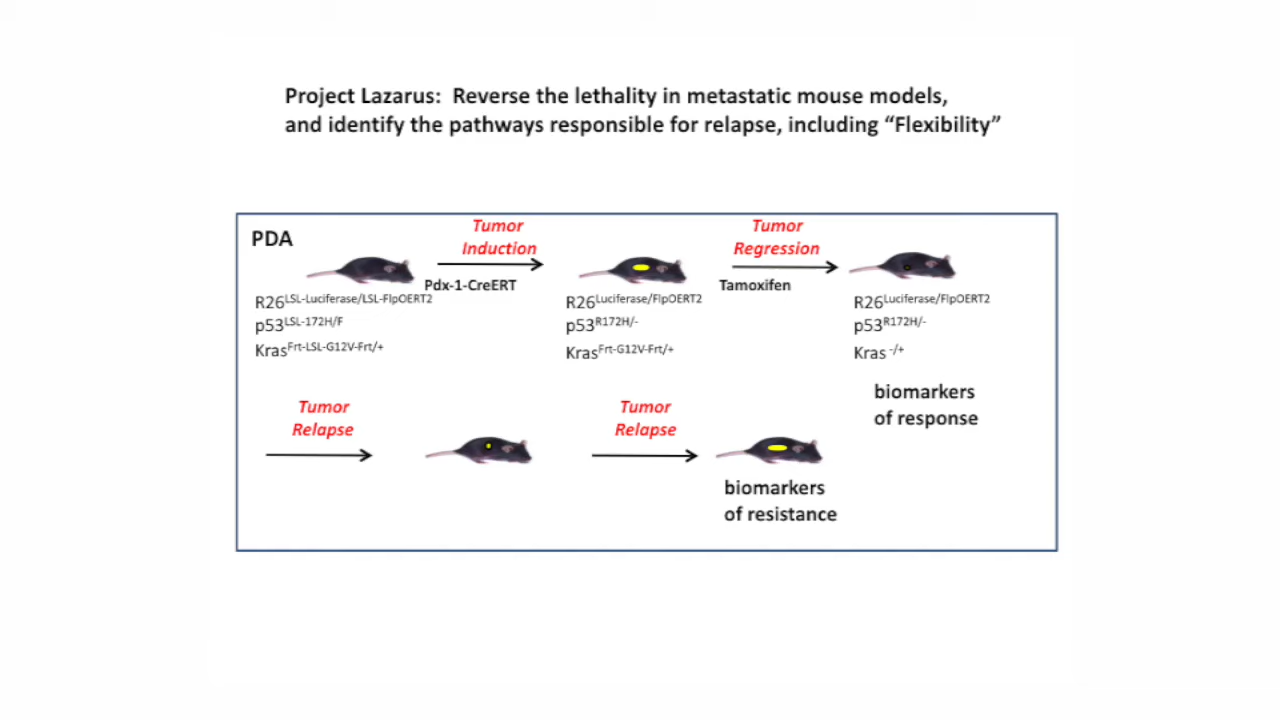 Project Lazarus: Reverse the lethality in metastatic mouse models,
and identify the pathways responsible for relapse, including “Flexibility”
PDA
Tumor
Induction
Pdx-1-CreERT
Tumor
Regression
Tamoxifen
R26LSL-Luciferase/LSL-FlpOERT2
p53LSL-172H/F
KrasFrt-LSL-G12V-Frt/+
R26Luciferase/FlpOERT2
p53R172H/-
KrasFrt-G12V-Frt/+
R26Luciferase/FlpOERT2
p53R172H/-
Kras -/+
biomarkers
of response
Tumor
Relapse
Tumor
Relapse
biomarkers
of resistance